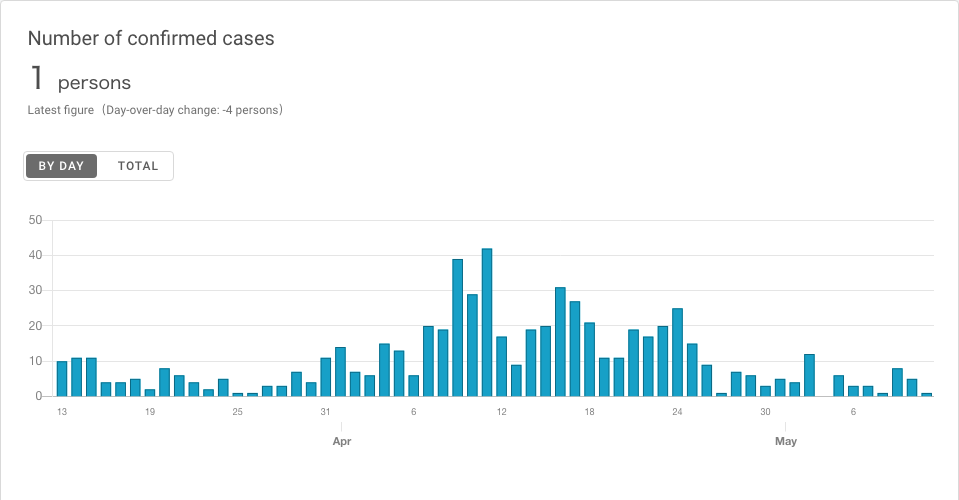 Number of confirmed cases
1 persons
Latest figure (Day-over-day change: -4 persons)
BY DAY TOTAL
50
40
30
20
10
0
13 19 25 31 6 12 18 24 30 6
Apr May